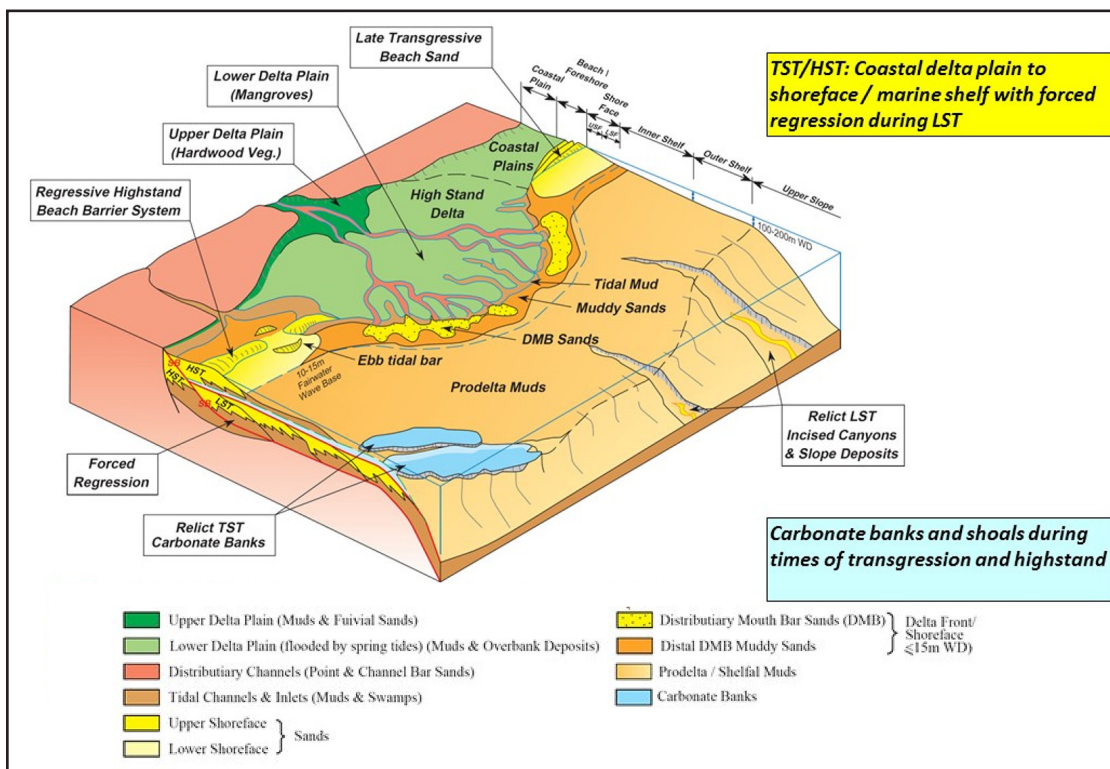 Late Transgressive
Beach Sand
Lower Delta Plain
(Mangroves)
Upper Delta Plain
(Hardwood Veg.)
Regressive Highstand
Beach Barrier System
Coastal
Plain
Beach \
Foreshore
Shore
Face
USF
LSF
Inner Shelf
Outer Shelf
Upper Slope
100-200m WD
TST/HST: Coastal delta plain to
shoreface / marine shelf with forced
regression during LST
Coastal
Plains
High Stand
Delta
Tidal Mud
Muddy Sands
DMB Sands
Ebb tidal bar
10-15m
Fairwater
Wave Base
Prodelta Muds
SB
HST
HST
SB
LST
Forced
Regression
Relict TST
Carbonate Banks
Relict LST
Incised Canyons
& Slope Deposits
Carbonate banks and shoals during
times of transgression and highstand
Upper Delta Plain (Muds & Fuivial Sands)
Lower Delta Plain (flooded by spring tides) (Muds & Overbank Deposits)
Distributary Channels (Point & Channel Bar Sands)
Tidal Channels & Inlets (Muds & Swamps)
Upper Shoreface
Lower Shoreface
Sands
Distributary Mouth Bar Sands (DMB)
Distal DMB Muddy Sands
Delta Front/
Shoreface
⩽15m WD)
Prodelta / Shelfal Muds
Carbonate Banks